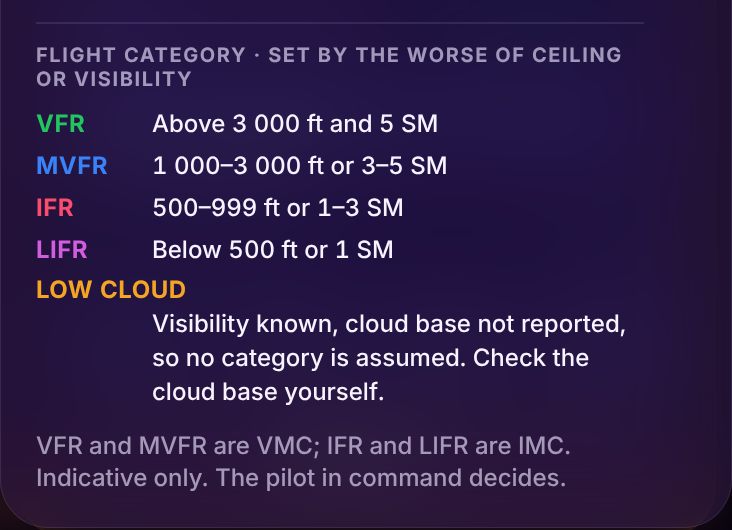 FLIGHT CATEGORY · SET BY THE WORSE OF CEILING
OR VISIBILITY
VFR Above 3 000 ft and 5 SM
MVFR 1 000–3 000 ft or 3–5 SM
IFR 500–999 ft or 1–3 SM
LIFR Below 500 ft or 1 SM
LOW CLOUD
Visibility known, cloud base not reported,
so no category is assumed. Check the
cloud base yourself.
VFR and MVFR are VMC; IFR and LIFR are IMC.
Indicative only. The pilot in command decides.